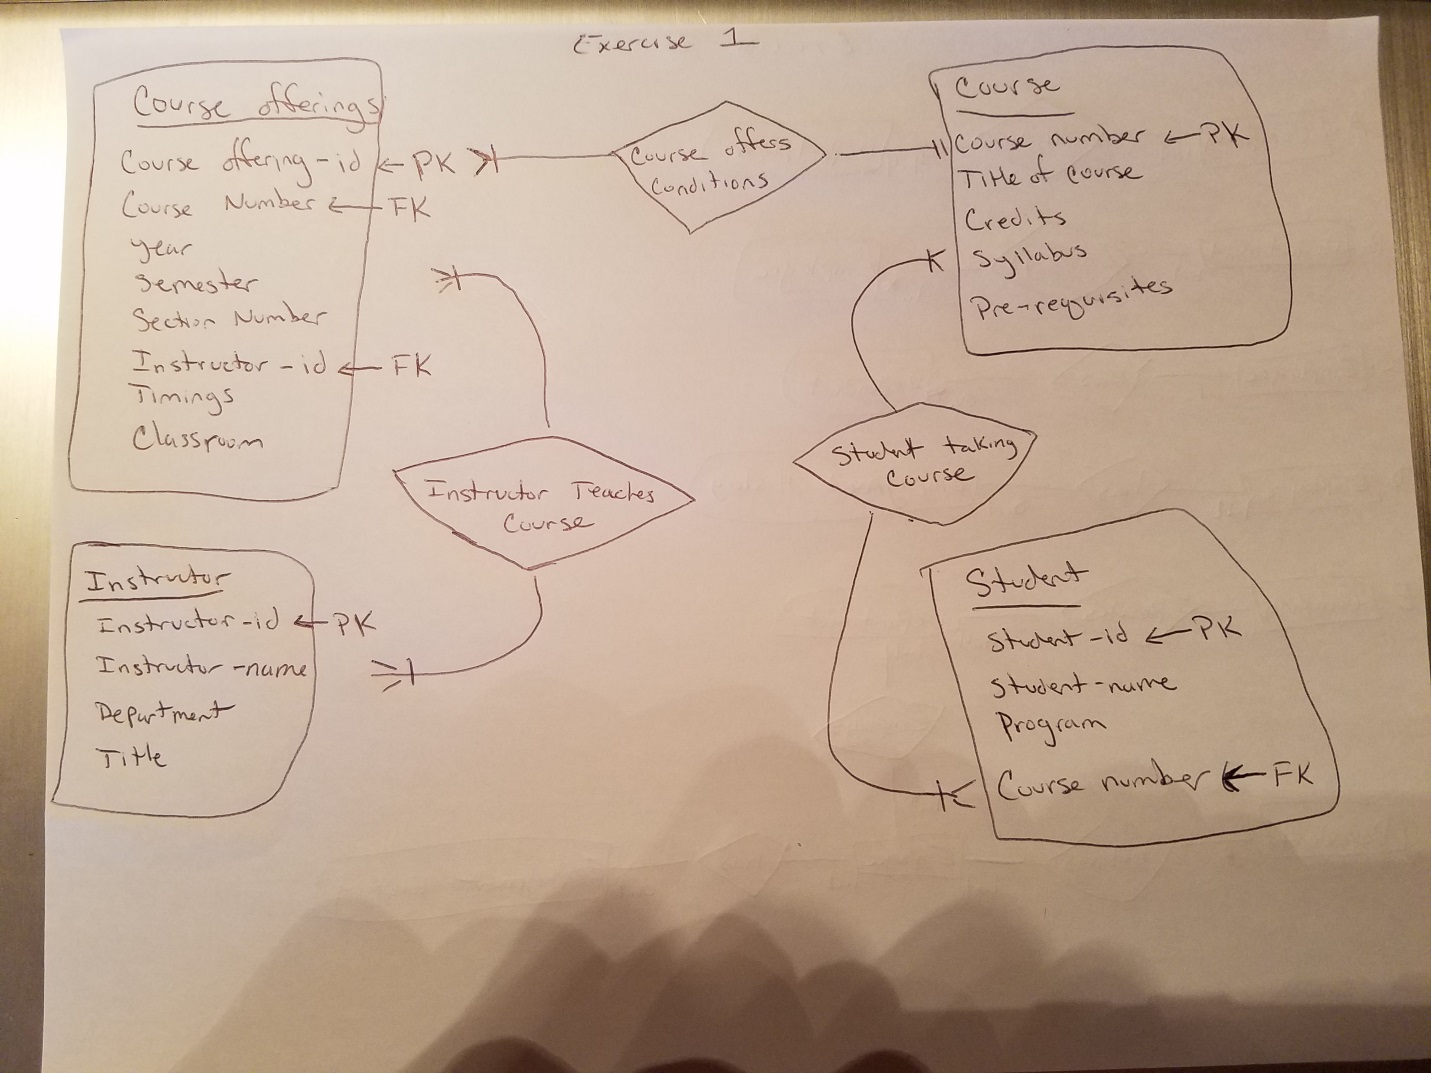 Exercise 1
Course offerings
Course offering-id ← PK
Course Number ← FK
Year
Semester
Section Number
Instructor-id ← FK
Timings
Classroom
Course offers
Conditions
Course
Course number ← PK
Title of course
Credits
Syllabus
Pre-requisites
Instructor Teaches
Course
Student taking
Course
Instructor
Instructor-id ← PK
Instructor-name
Department
Title
Student
Student-id ← PK
Student-name
Program
Course number ← FK